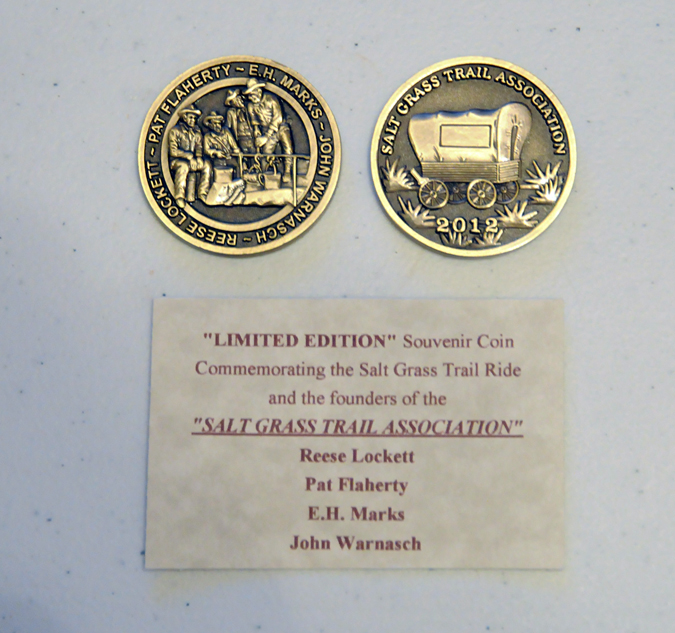 REESE LOCKETT ~ PAT FLAHERTY ~ E.H. MARKS ~ JOHN WARNASCH ~
SALT GRASS TRAIL ASSOCIATION
2012
"LIMITED EDITION" Souvenir Coin
Commemorating the Salt Grass Trail Ride
and the founders of the
"SALT GRASS TRAIL ASSOCIATION"
Reese Lockett
Pat Flaherty
E.H. Marks
John Warnasch